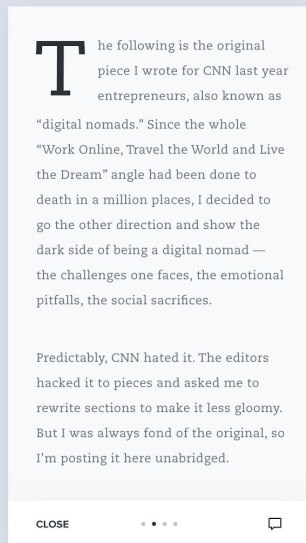 The following is the original
piece I wrote for CNN last year
entrepreneurs, also known as
“digital nomads.” Since the whole
“Work Online, Travel the World and Live
the Dream” angle had been done to
death in a million places, I decided to
go the other direction and show the
dark side of being a digital nomad —
the challenges one faces, the emotional
pitfalls, the social sacrifices.
Predictably, CNN hated it. The editors
hacked it to pieces and asked me to
rewrite sections to make it less gloomy.
But I was always fond of the original, so
I’m posting it here unabridged.
CLOSE